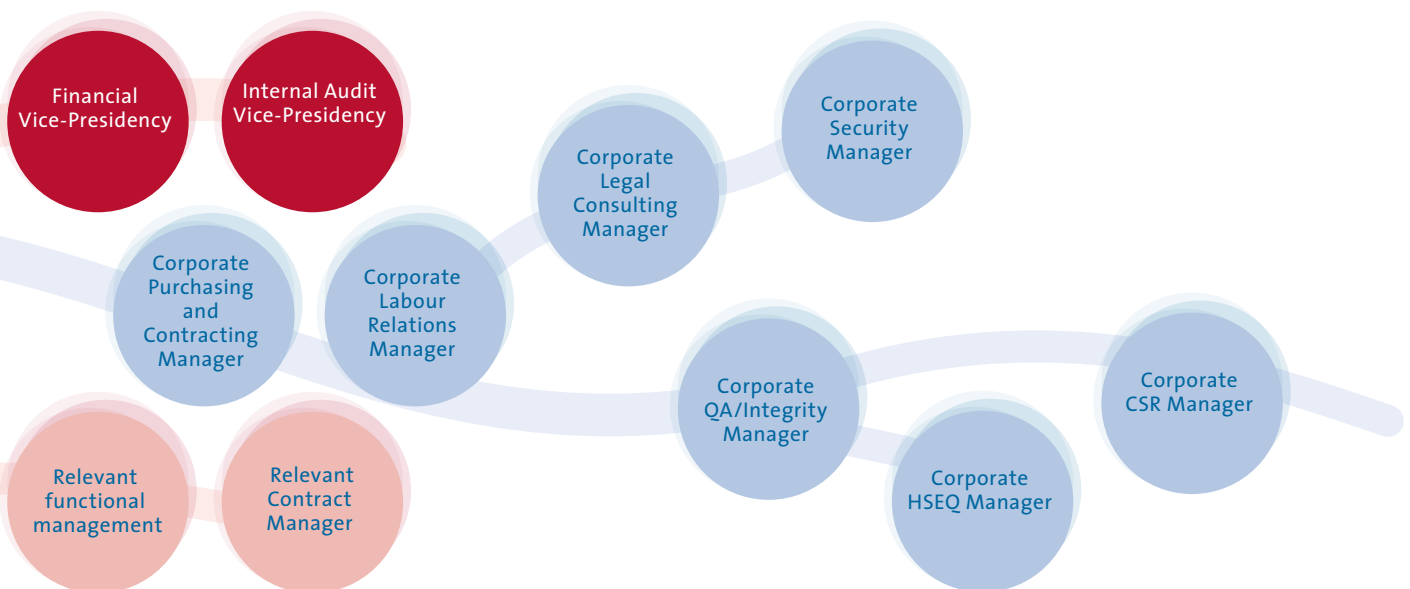 Financial
Vice-Presidency
Internal Audit
Vice-Presidency
Corporate
Security
Manager
Corporate
Legal
Consulting
Manager
Corporate
Purchasing
and
Contracting
Manager
Corporate
Labour
Relations
Manager
Corporate
QA/Integrity
Manager
Corporate
CSR Manager
Relevant
functional
management
Relevant
Contract
Manager
Corporate
HSEQ Manager